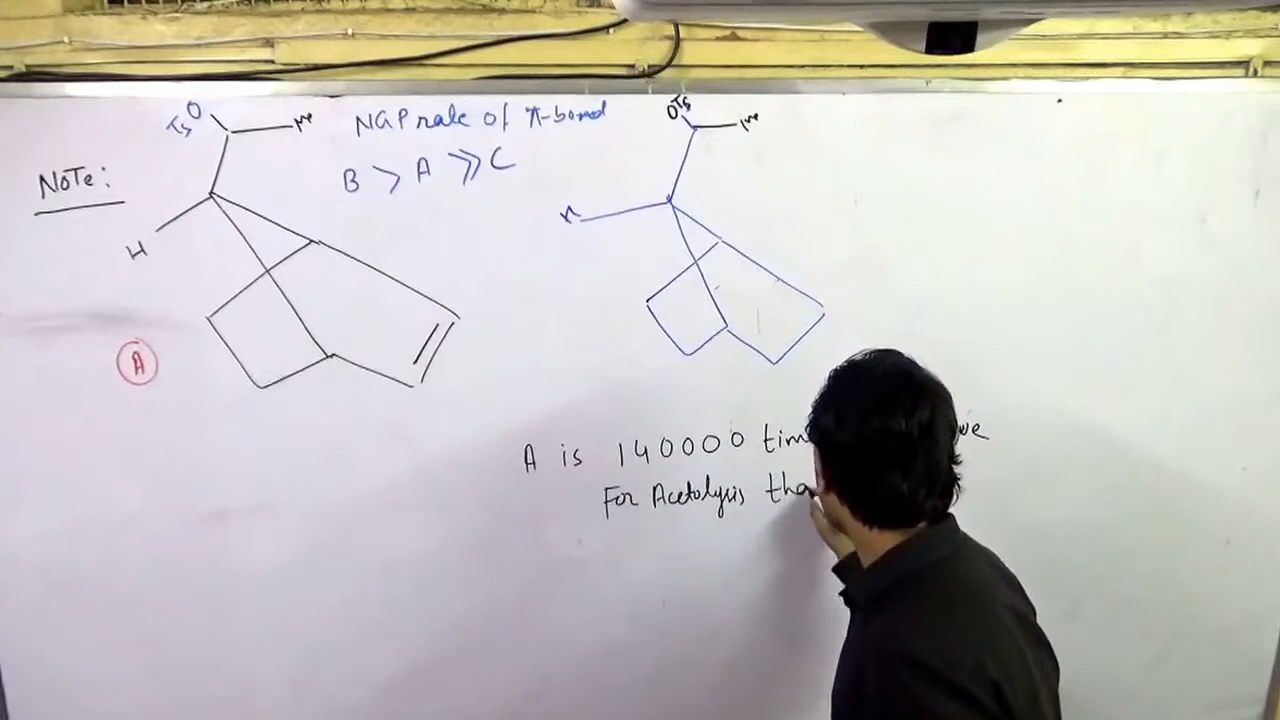 NOTE:
TsO
Me
H
A
NGP rate of π-bond
B > A >> C
OTs
Me
H
A is 140000 tim
For Acetolysis tha